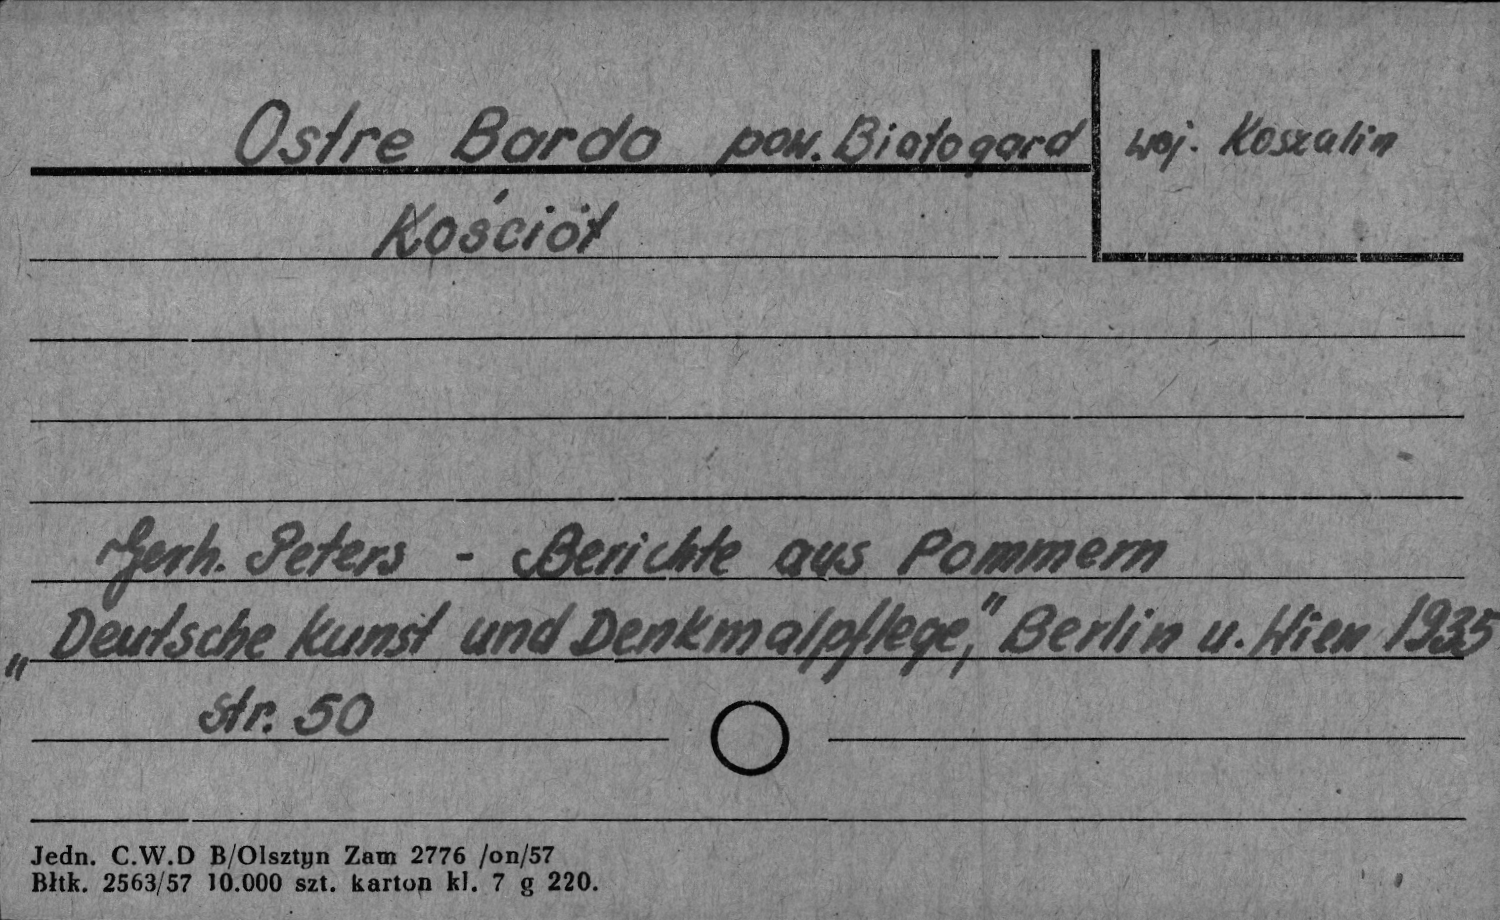 Ostre Bardo pow. Białogard woj. Koszalin
Kościół
Gerh. Peters - Berichte aus Pommern
„Deutsche Kunst und Denkmalpflege," Berlin u. Wien 1935
str. 50
Jedn. C.W.D B/Olsztyn Zam 2776 /on/57
Błtk. 2563/57 10.000 szt. karton kl. 7 g 220.